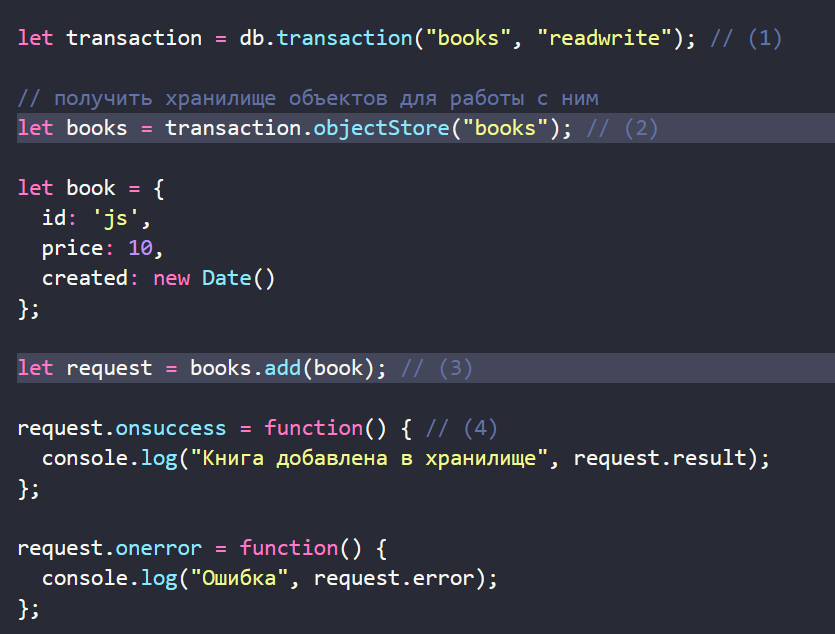 let transaction = db.transaction("books", "readwrite"); // (1)
// получить хранилище объектов для работы с ним
let books = transaction.objectStore("books"); // (2)
let book = {
  id: 'js',
  price: 10,
  created: new Date()
};
let request = books.add(book); // (3)
request.onsuccess = function() { // (4)
  console.log("Книга добавлена в хранилище", request.result);
};
request.onerror = function() {
  console.log("Ошибка", request.error);
};